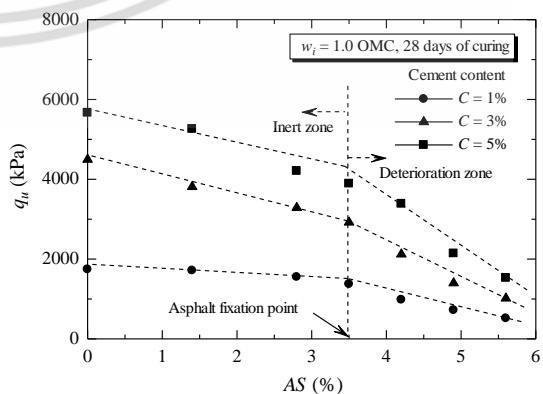 8000
6000
4000
2000
0
q_u (kPa)
w_i = 1.0 OMC, 28 days of curing
Cement content
C = 1%
C = 3%
C = 5%
Inert zone
Deterioration zone
Asphalt fixation point
0 1 2 3 4 5 6
AS (%)